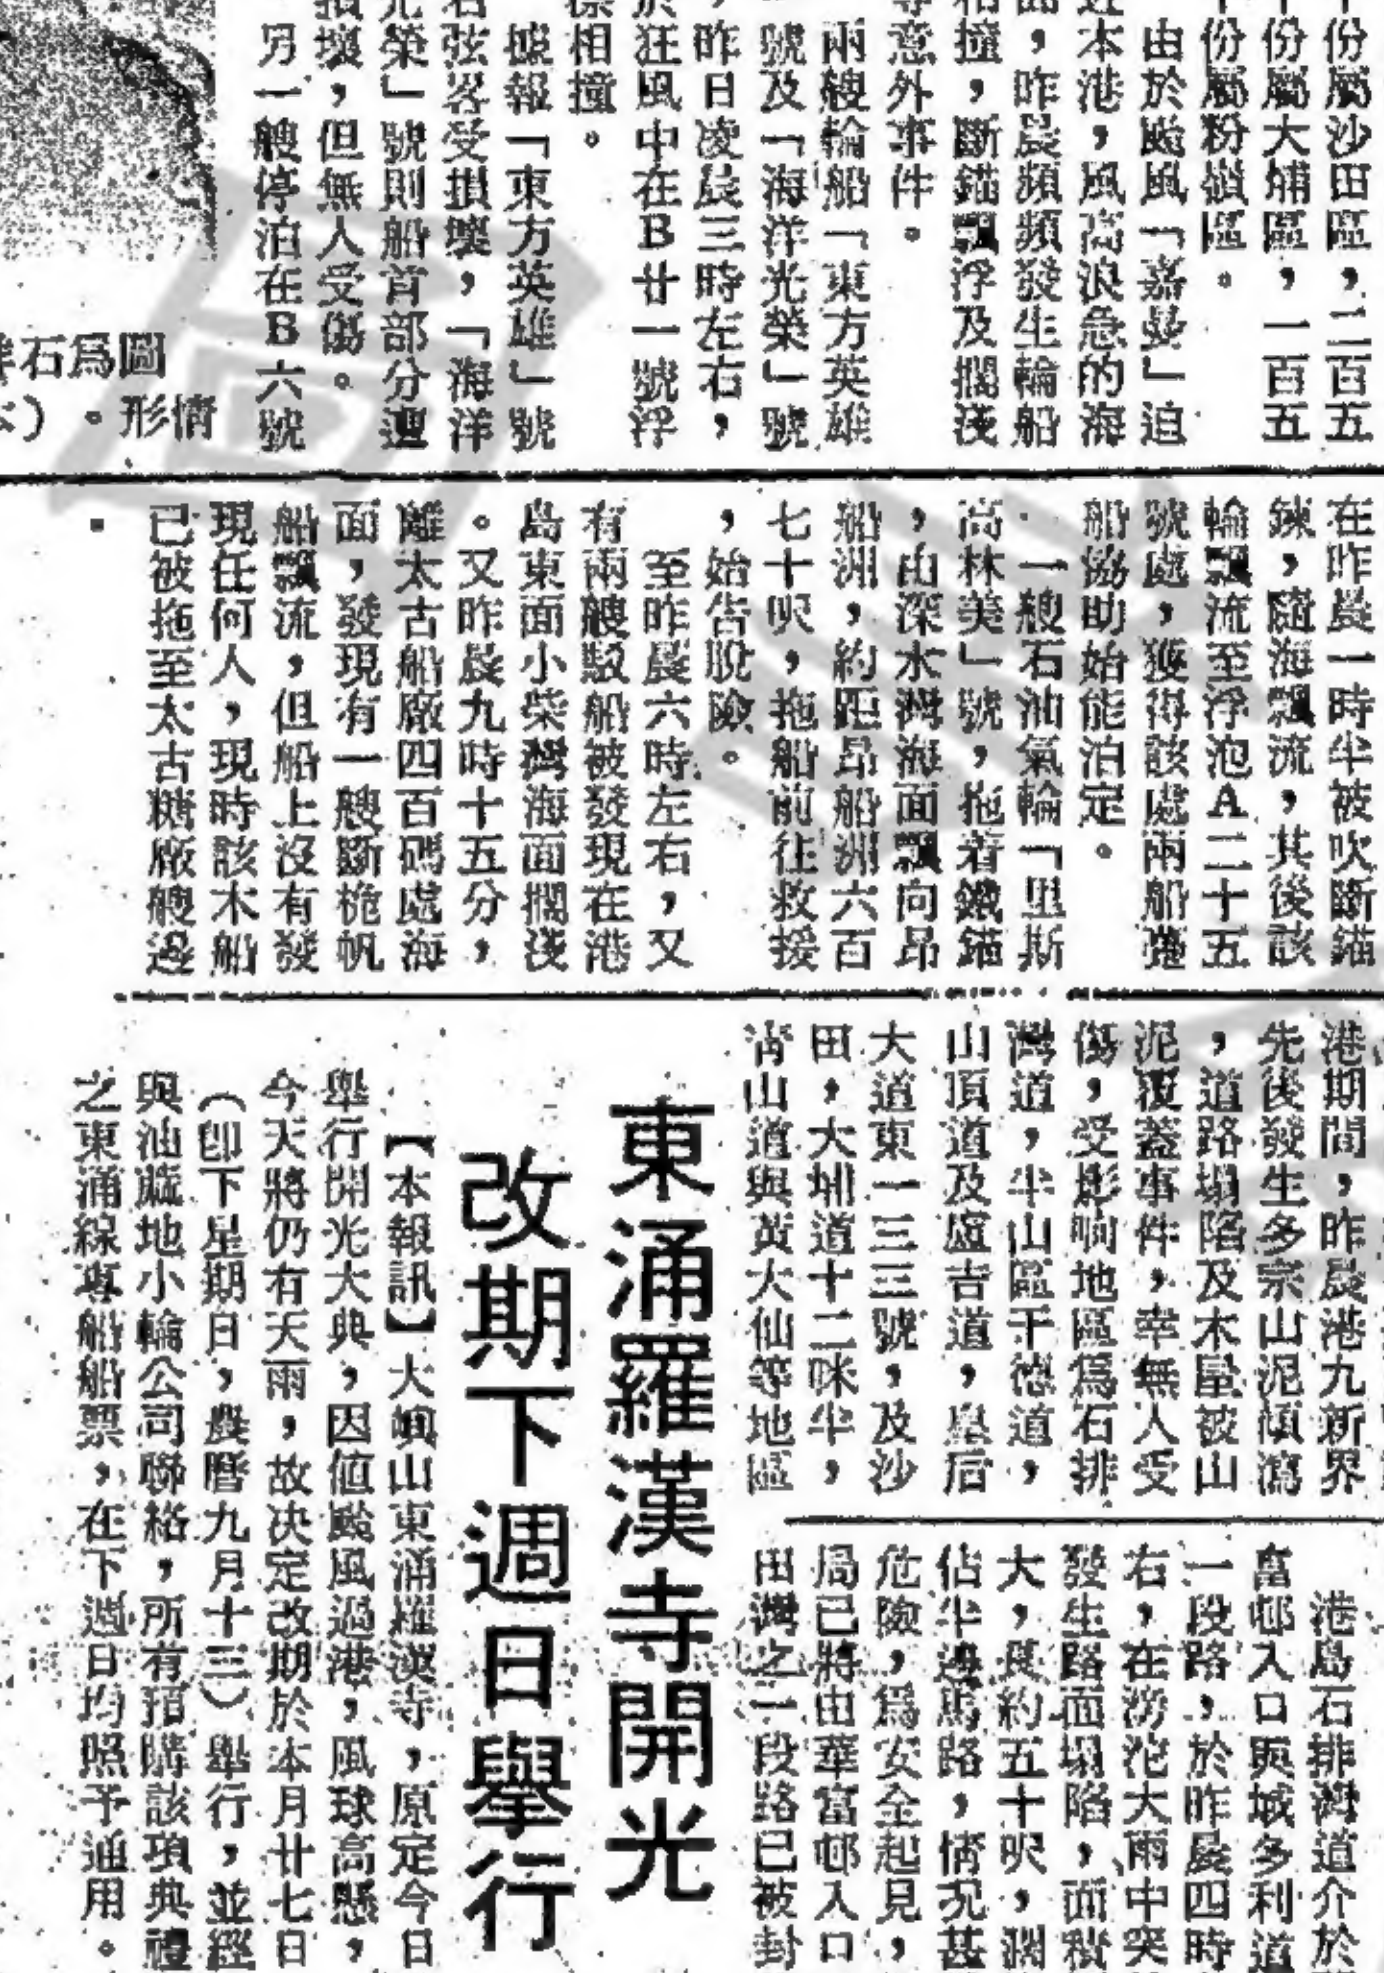 份屬沙田區，二百五
份屬大埔區，一百五
份屬粉嶺區。
由於颱風「嘉曼」迫
本港，風高浪急的海
，昨晨頻頻發生輪船
撞，斷錨飄浮及擱淺
意外事件。
兩艘輪船「東方英雄
號及「海洋光榮」號
，昨日凌晨三時左右，
於狂風中在B廿一號浮
標相撞。
據報「東方英雄」號
右弦畧受損壞，「海洋
光榮」號則船首部分遭
損壞，但無人受傷。
另一艘停泊在B六號
圖爲石
情形。（
在昨晨一時半被吹斷錨
鍊，隨海飄流，其後該
輪飄流至浮泡A二十五
號處，獲得該處兩船
船協助始能泊定。
一艘石油氣輪「里斯
高林美」號，拖着鐵錨
，由深水灣海面飄向昂
船洲，約距昂船洲六百
七十呎，拖船前往救援
，始告脫險。
至昨晨六時左右，又
有兩艘駁船被發現在港
島東面小柴灣海面擱淺
。又昨晨九時十五分，
離太古船廠四百碼處海
面，發現有一艘斷桅帆
船飄流，但船上沒有發
現任何人，現時該木船
已被拖至太古糖廠艘邊
港期間，昨晨港九新界
先後發生多宗山泥傾瀉
，道路塌陷及木屋被山
泥覆蓋事件，幸無人受
傷，受影响地區爲石排
灣道，半山區干德道，
山頂道及盧吉道，皇后
大道東一三三號，及沙
田，大埔道十二咪半，
青山道與黃大仙等地區
港島石排灣道介於
富邨入口與城多利道
一段路，於昨晨四時
右，在滂沱大雨中突
發生路面塌陷，面積
大，長約五十呎，濶
佔半邊馬路，情況甚
危險，爲安全起見，
局已將由華富邨入口
田灣之一段路已被封
東涌羅漢寺開光
改期下週日舉行
【本報訊】大嶼山東涌羅漢寺，原定今日
舉行開光大典，因值颱風過港，風球高懸，
今天將仍有大雨，故決定改期於本月廿七日
（卽下星期日，農曆九月十三）舉行，並經
與油蔴地小輪公司聯絡，所有預購該項典禮
之東涌線專船船票，在下週日均照予通用。